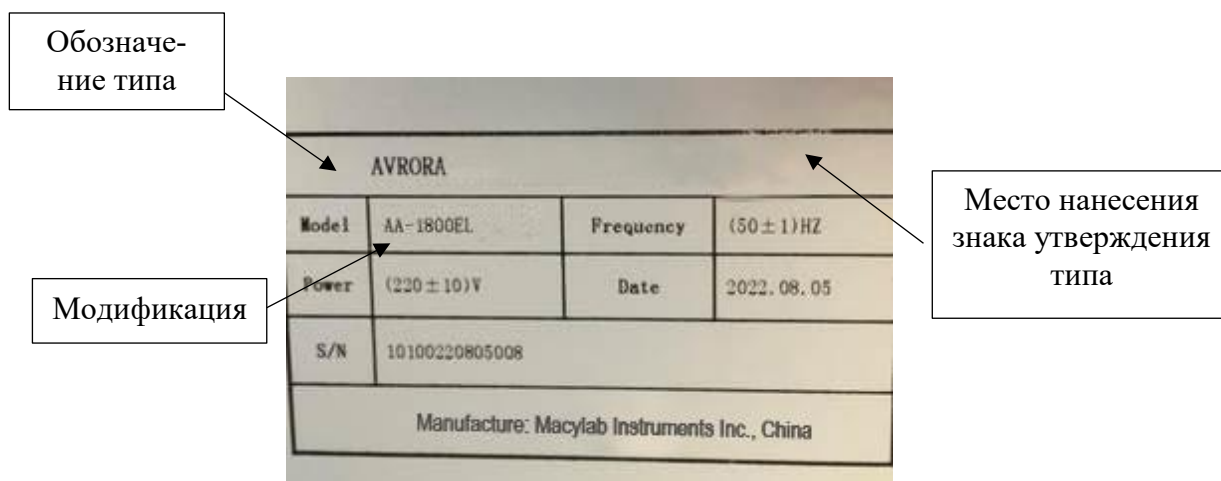 Обозначе-
ние типа
AVRORA
Model AA-1800EL Frequency (50±1)HZ
Power (220±10)V Date 2022.08.05
S/N 10100220805008
Manufacture: Macylab Instruments Inc., China
Модификация
Место нанесения
знака утверждения
типа